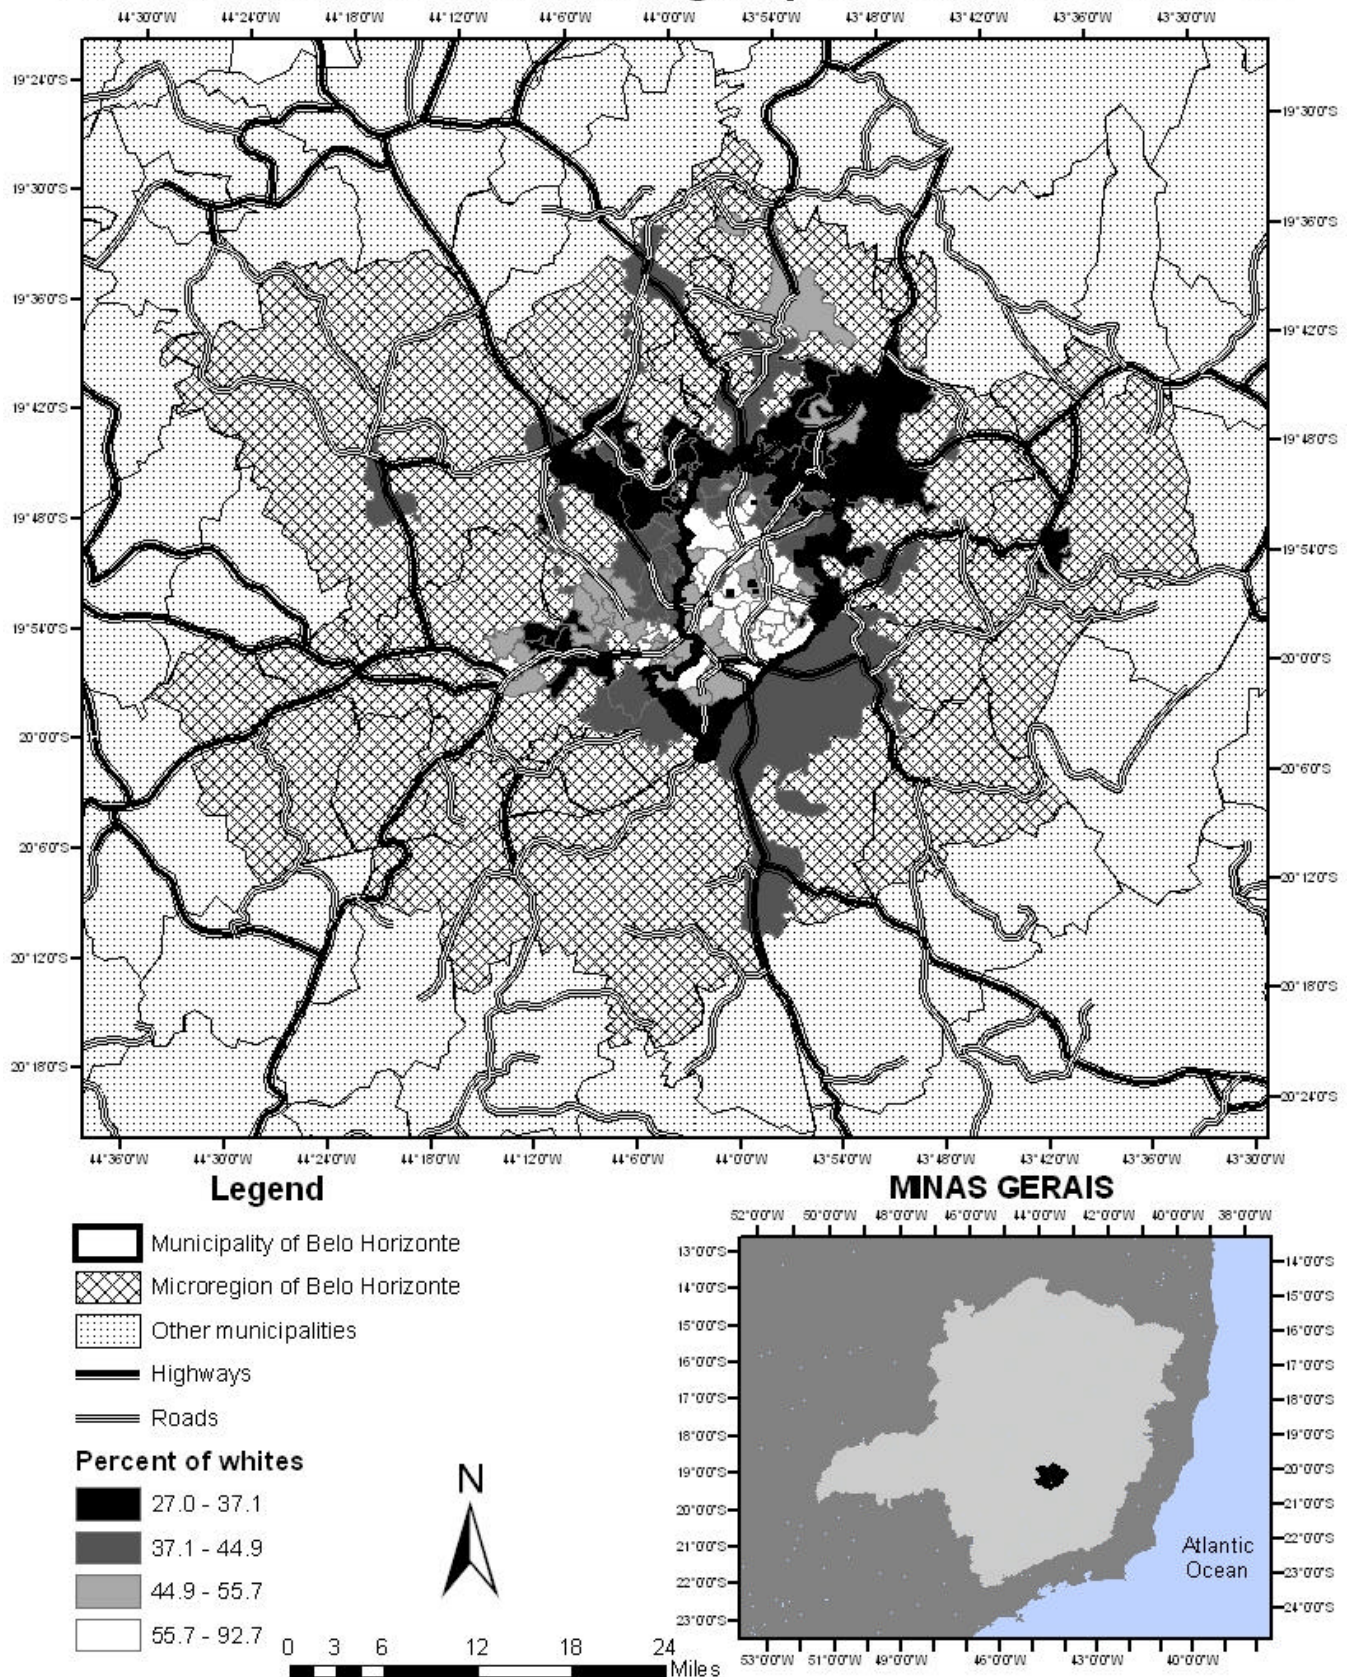 44°30'0"W 44°24'0"W 44°18'0"W 44°12'0"W 44°6'0"W 44°0'0"W 43°54'0"W 43°48'0"W 43°42'0"W 43°36'0"W 43°30'0"W
19°24'0"S
19°30'0"S
19°30'0"S
19°36'0"S
19°36'0"S
19°42'0"S
19°42'0"S
19°48'0"S
19°48'0"S
19°54'0"S
19°54'0"S
20°0'0"S
20°0'0"S
20°6'0"S
20°6'0"S
20°12'0"S
20°12'0"S
20°18'0"S
20°18'0"S
20°24'0"S
44°36'0"W 44°30'0"W 44°24'0"W 44°18'0"W 44°12'0"W 44°6'0"W 44°0'0"W 43°54'0"W 43°48'0"W 43°42'0"W 43°36'0"W 43°30'0"W
Legend
Municipality of Belo Horizonte
Microregion of Belo Horizonte
Other municipalities
Highways
Roads
Percent of whites
27.0 - 37.1
37.1 - 44.9
44.9 - 55.7
55.7 - 92.7
N
0 3 6 12 18 24
Miles
MINAS GERAIS
52°0'0"W 50°0'0"W 48°0'0"W 46°0'0"W 44°0'0"W 42°0'0"W 40°0'0"W 38°0'0"W
13°0'0"S
14°0'0"S
14°0'0"S
15°0'0"S
15°0'0"S
16°0'0"S
16°0'0"S
17°0'0"S
17°0'0"S
18°0'0"S
18°0'0"S
19°0'0"S
19°0'0"S
20°0'0"S
20°0'0"S
21°0'0"S
21°0'0"S
22°0'0"S
22°0'0"S
23°0'0"S
23°0'0"S
24°0'0"S
Atlantic
Ocean
53°0'0"W 51°0'0"W 49°0'0"W 46°0'0"W 44°0'0"W 43°0'0"W 40°0'0"W